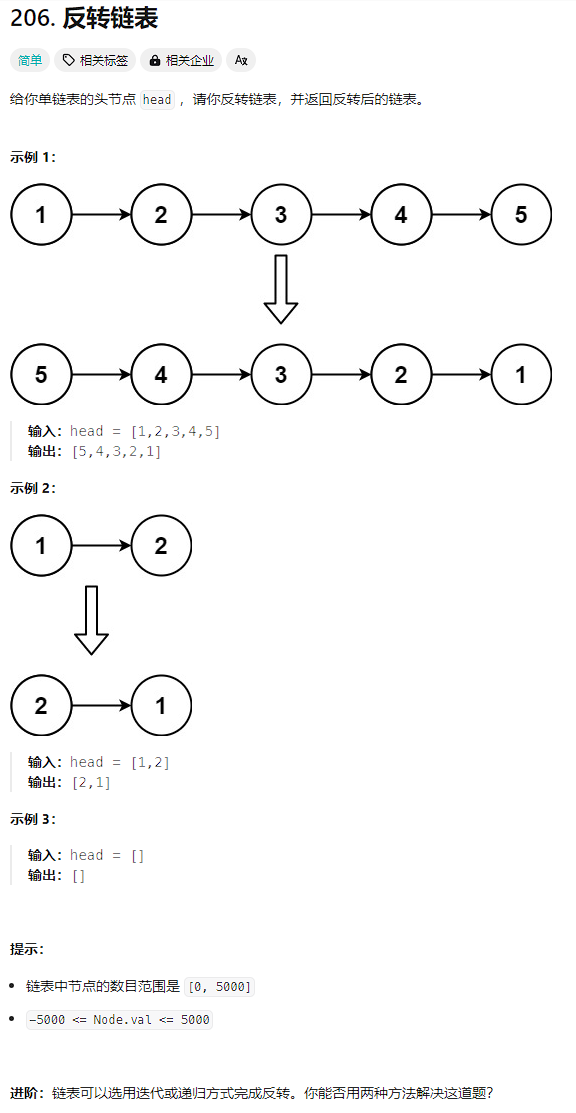 206. 反转链表
简单 相关标签 相关企业 Ax
给你单链表的头节点 head ，请你反转链表，并返回反转后的链表。
示例 1：
1 2 3 4 5
5 4 3 2 1
输入：head = [1,2,3,4,5]
输出：[5,4,3,2,1]
示例 2：
1 2
2 1
输入：head = [1,2]
输出：[2,1]
示例 3：
输入：head = []
输出：[]
提示：
• 链表中节点的数目范围是 [0, 5000]
• -5000 <= Node.val <= 5000
进阶：链表可以选用迭代或递归方式完成反转。你能否用两种方法解决这道题？